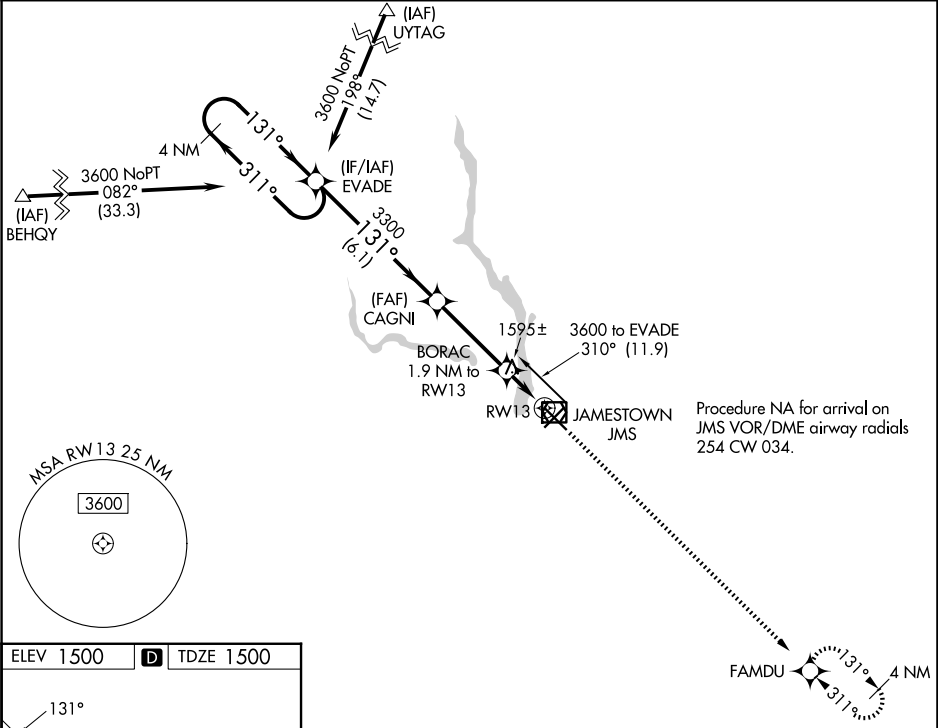 (IAF)
UYTAG
3600 NoPT
198°
(14.7)
131°
4 NM
311°
(IF/IAF)
EVADE
3600 NoPT
082°
(33.3)
(IAF)
BEHQY
3300
131°
(6.1)
(FAF)
CAGNI
1595±
3600 to EVADE
310° (11.9)
BORAC
1.9 NM to
RW13
RW13
JAMESTOWN
JMS
Procedure NA for arrival on
JMS VOR/DME airway radials
254 CW 034.
MSA RW13 25 NM
3600
FAMDU
131°
4 NM
311°
ELEV 1500 D TDZE 1500
131°